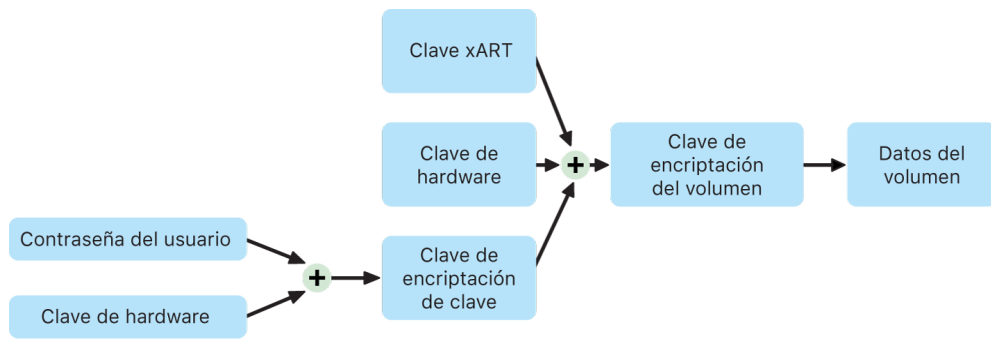 Clave xART
Clave de
hardware
+
Clave de
encriptación
del volumen
Datos del
volumen
Contraseña del usuario
+
Clave de
encriptación
de clave
Clave de hardware